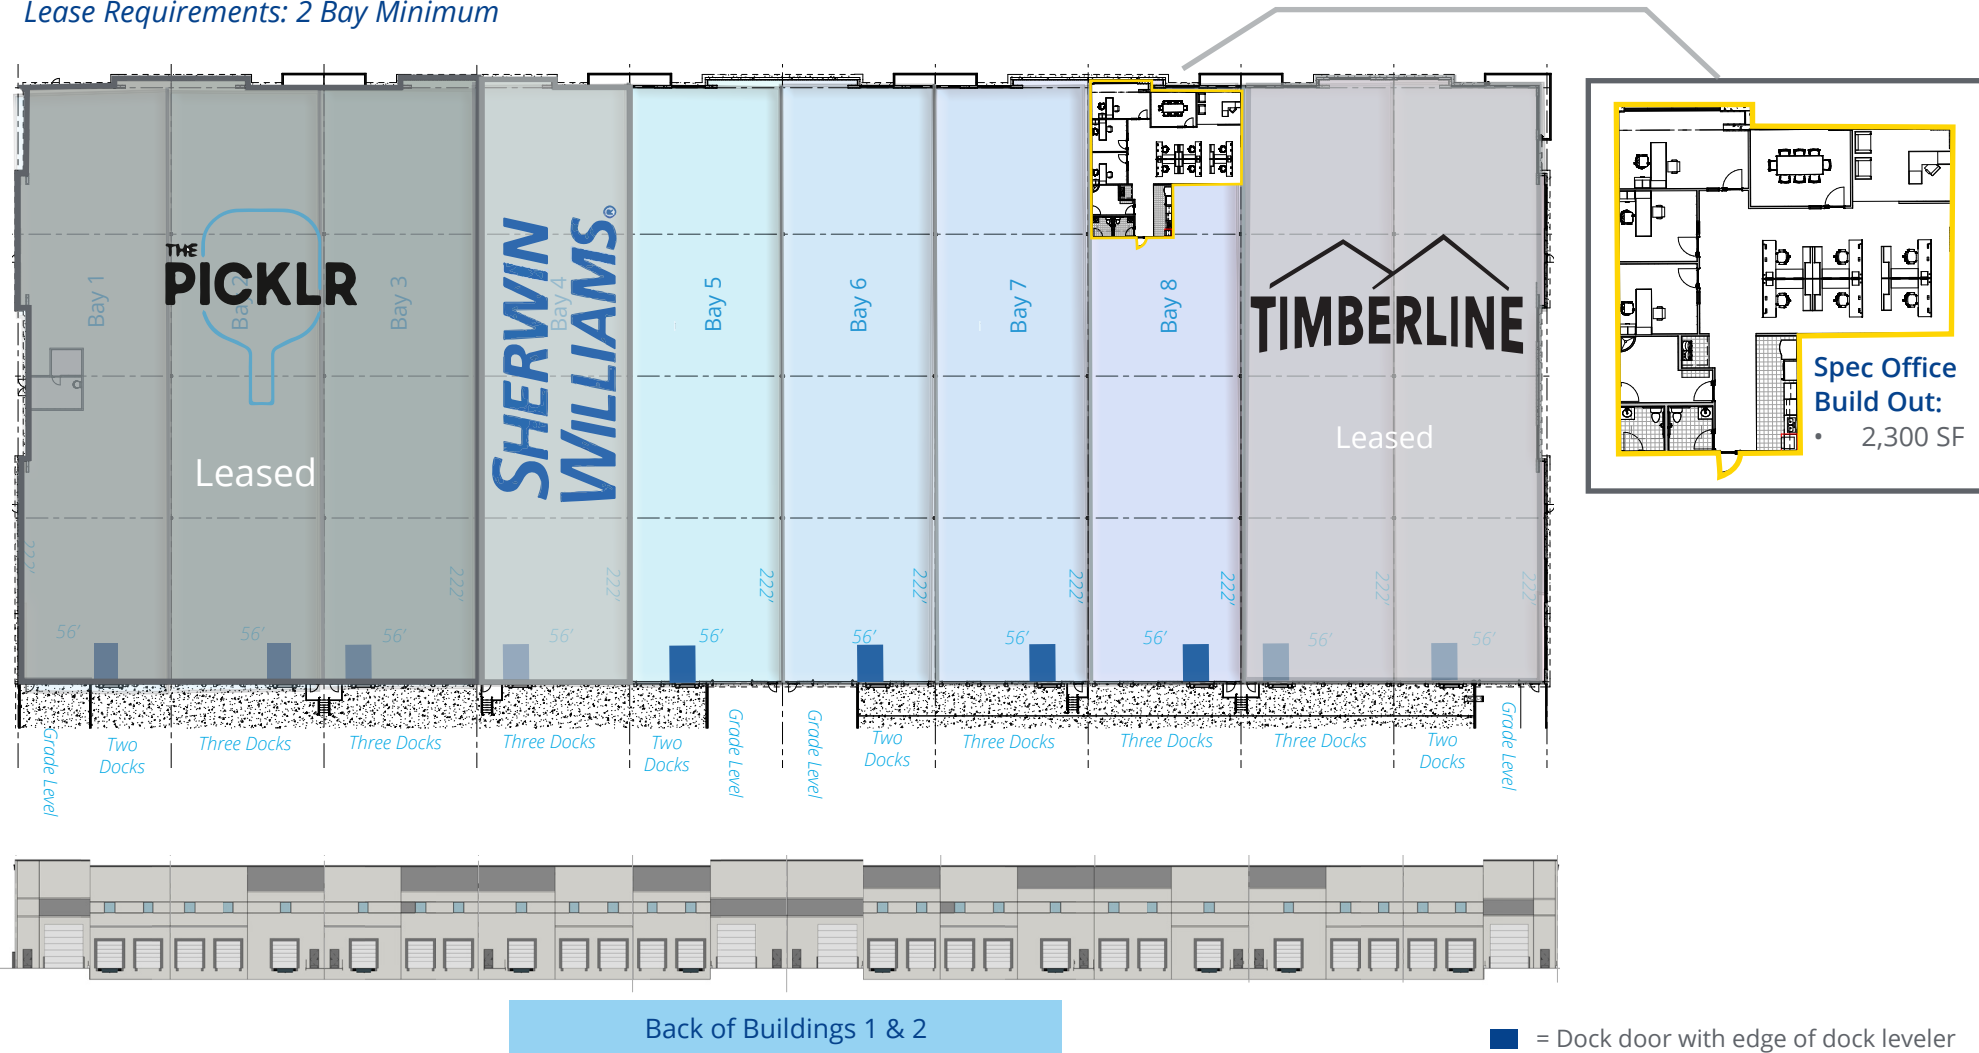 Lease Requirements: 2 Bay Minimum
Bay 1
Bay 2
Bay 3
Bay 4
Bay 5
Bay 6
Bay 7
Bay 8
THE
PICKLR
Leased
SHERWIN
WILLIAMS®
TIMBERLINE
Leased
Spec Office
Build Out:
• 2,300 SF
222'
222'
222'
222'
222'
222'
222'
222'
222'
56'
56'
56'
56'
56'
56'
56'
56'
56'
56'
Grade Level
Two
Docks
Three Docks
Three Docks
Three Docks
Two
Docks
Grade Level
Grade Level
Two
Docks
Three Docks
Three Docks
Three Docks
Two
Docks
Grade Level
Back of Buildings 1 & 2
= Dock door with edge of dock leveler